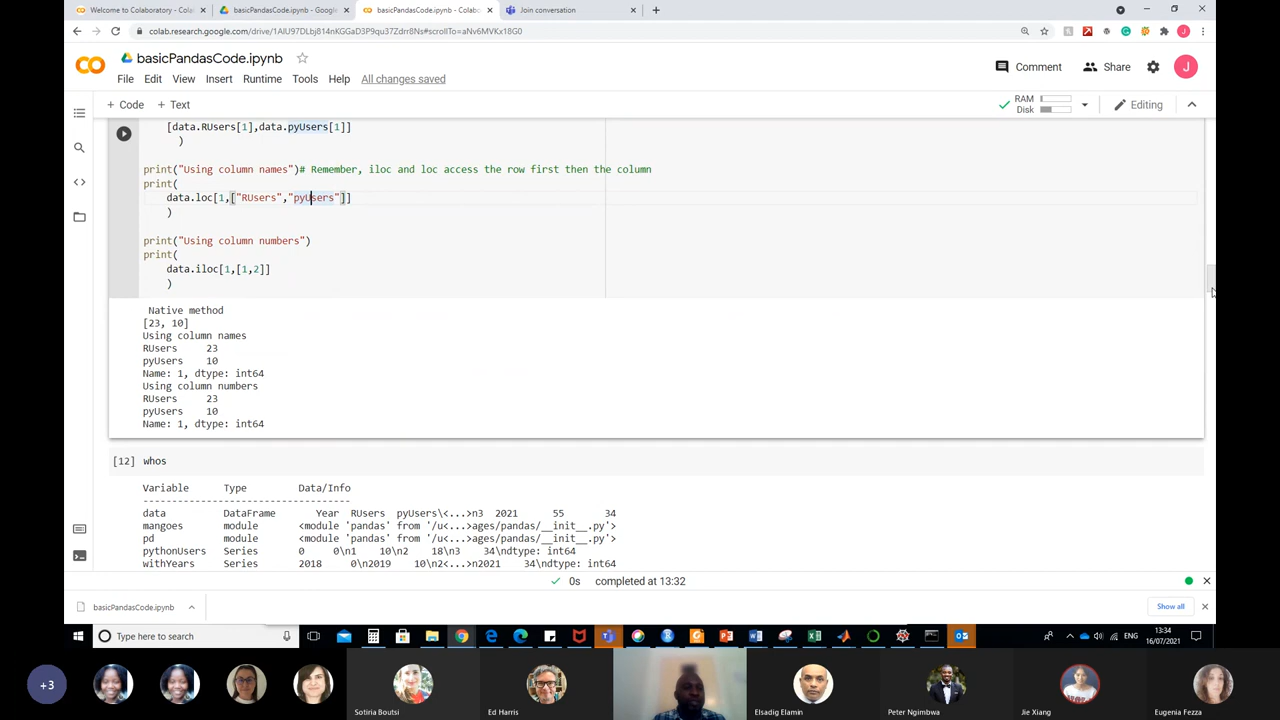 Welcome to Colaboratory - Cola
basicPandasCode.ipynb - Google
basicPandasCode.ipynb - Colabo
Join conversation
colab.research.google.com/drive/1AlU97DLbj814nKGGaD3P9qu37Zdrr8Ns#scrollTo=aNv6MVKx18G0
CO
basicPandasCode.ipynb
Comment
Share
J
File Edit View Insert Runtime Tools Help All changes saved
+ Code + Text
RAM
Disk
Editing
[data.RUsers[1],data.pyUsers[1]]
)
print("Using column names")# Remember, iloc and loc access the row first then the column
print(
data.loc[1,["RUsers","pyUsers"]]
)
print("Using column numbers")
print(
data.iloc[1,[1,2]]
)
Native method
[23, 10]
Using column names
RUsers 23
pyUsers 10
Name: 1, dtype: int64
Using column numbers
RUsers 23
pyUsers 10
Name: 1, dtype: int64
[12] whos
Variable Type Data/Info
-----------------------------------
data DataFrame Year RUsers pyUsers\<...>n3 2021 55 34
mangoes module <module 'pandas' from '/u<...>ages/pandas/__init__.py'>
pd module <module 'pandas' from '/u<...>ages/pandas/__init__.py'>
pythonUsers Series 0 0\n1 10\n2 18\n3 34\ndtype: int64
withYears Series 2018 0\n2019 10\n2<...>n2021 34\ndtype: int64
0s completed at 13:32
basicPandasCode.ipynb
Show all
Type here to search
ENG
13:34
16/07/2021
+3
Sotiria Boutsi
Ed Harris
Elsadig Elamin
Peter Ngimbwa
Jie Xiang
Eugenia Fezza